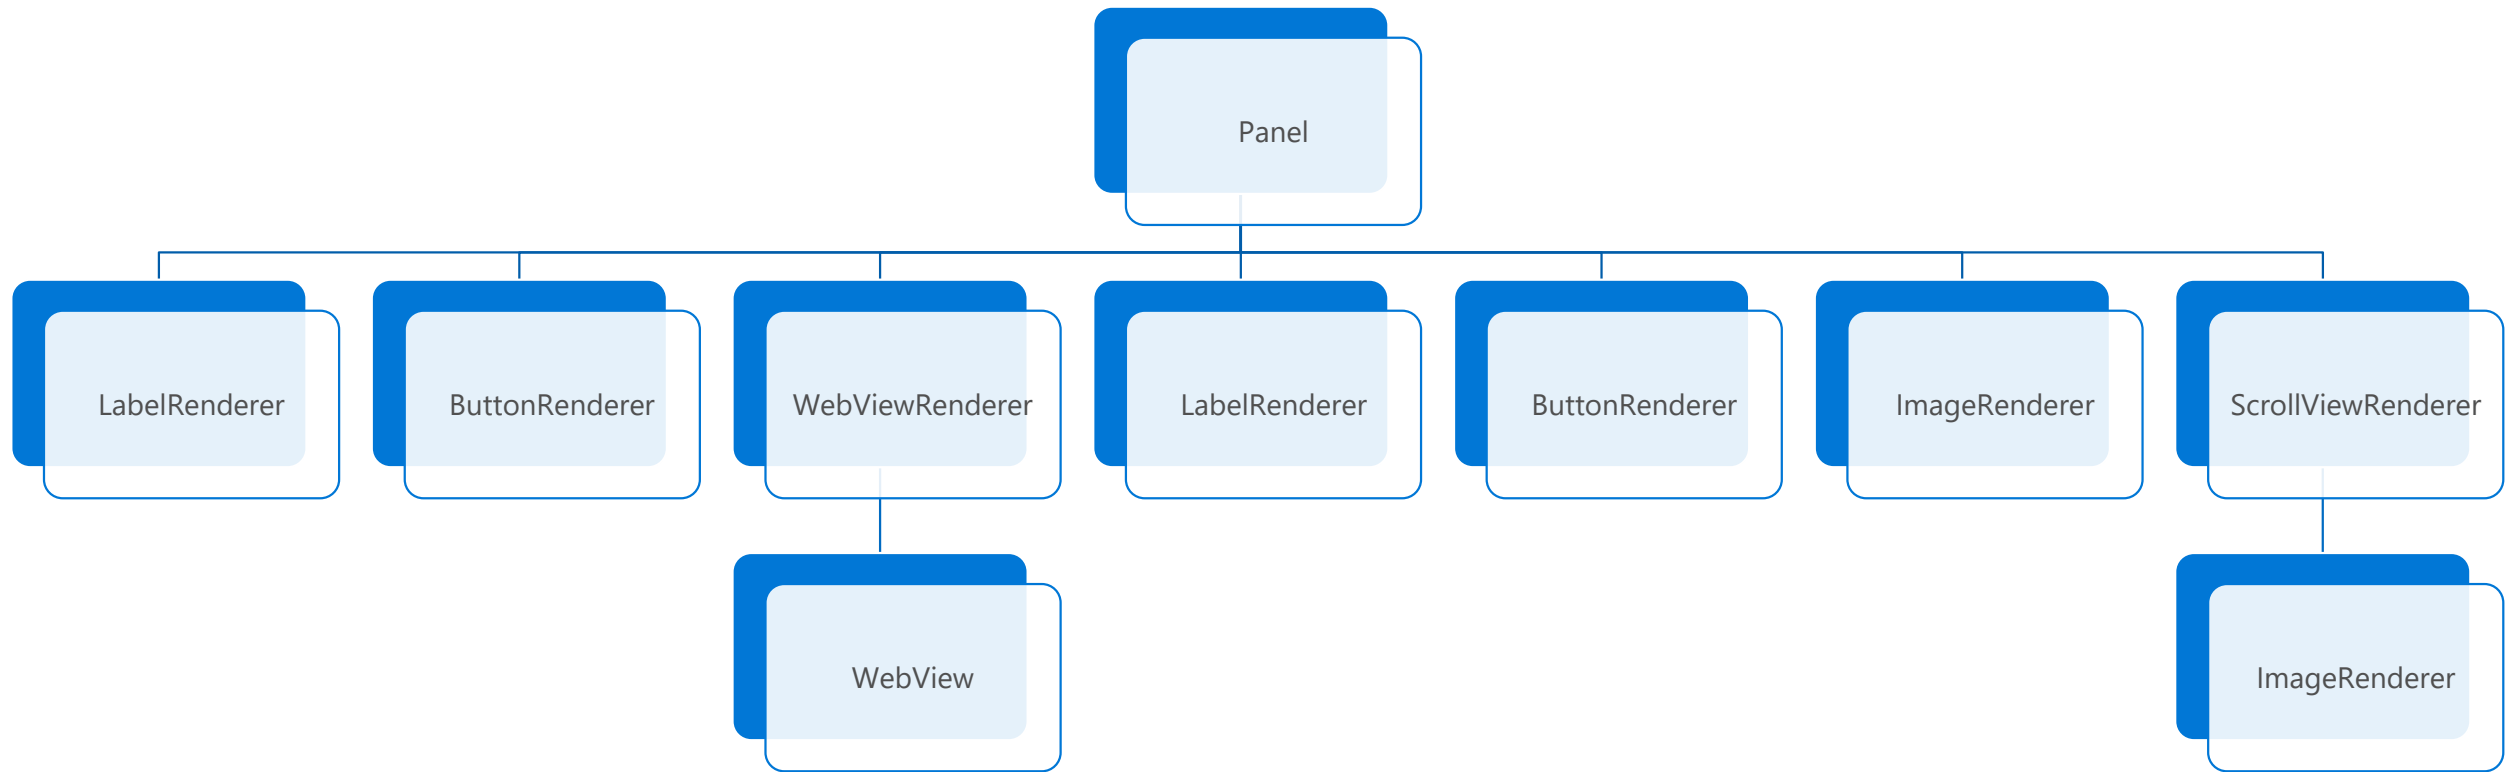 Panel
LabelRenderer
ButtonRenderer
WebViewRenderer
LabelRenderer
ButtonRenderer
ImageRenderer
ScrollViewRenderer
WebView
ImageRenderer